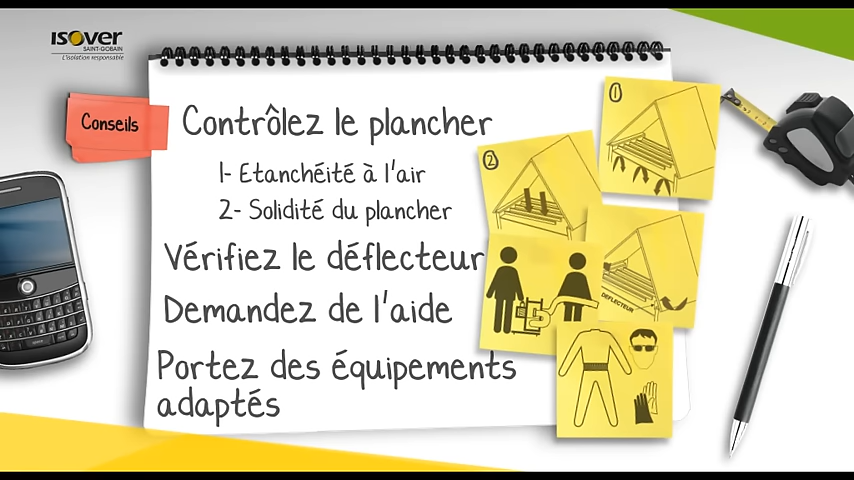 ISOVER
SAINT-GOBAIN
L'isolation responsable
Conseils
Contrôlez le plancher
1- Etanchéité à l'air
2- Solidité du plancher
Vérifiez le déflecteur
Demandez de l'aide
Portez des équipements
adaptés
1
2
DÉFLECTEUR